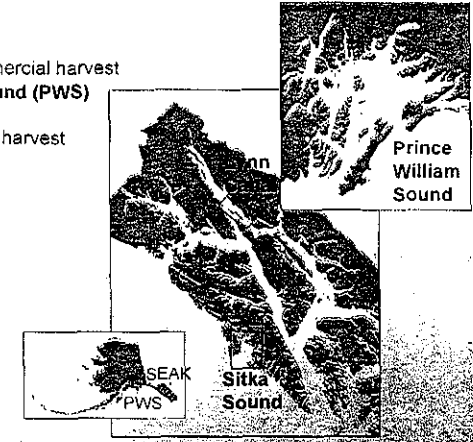 mercial harvest
und (PWS)
harvest
nn
Prince
William
Sound
SEAK
PWS
Sitka
Sound